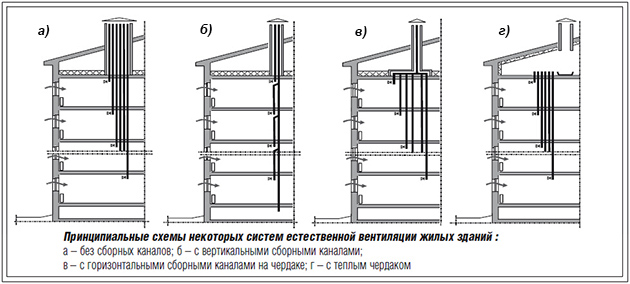 а) б) в) г)
Принципиальные схемы некоторых систем естественной вентиляции жилых зданий :
а – без сборных каналов; б – с вертикальными сборными каналами;
в – с горизонтальными сборными каналами на чердаке; г – с теплым чердаком